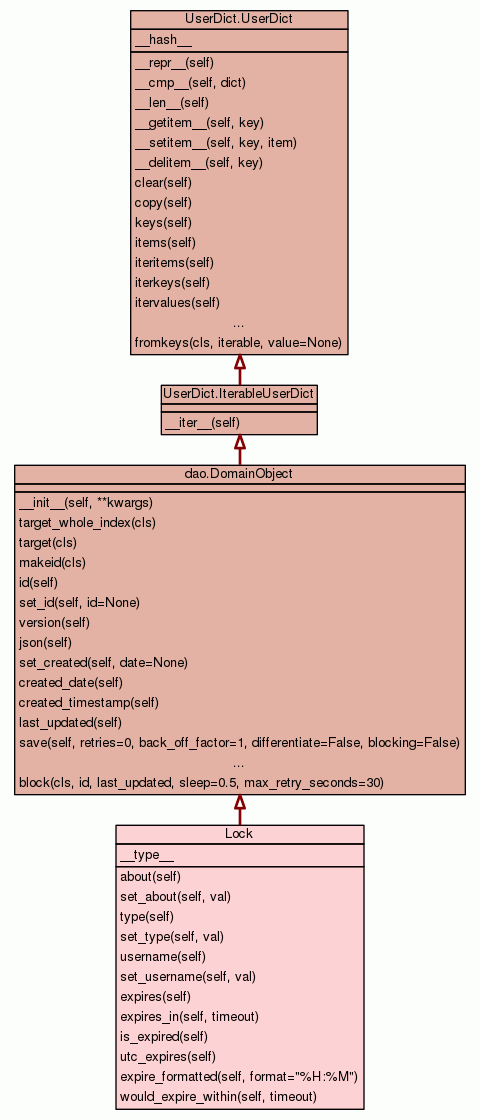 UserDict.UserDict
__hash__
__repr__(self)
__cmp__(self, dict)
__len__(self)
__getitem__(self, key)
__setitem__(self, key, item)
__delitem__(self, key)
clear(self)
copy(self)
keys(self)
items(self)
iteritems(self)
iterkeys(self)
itervalues(self)
...
fromkeys(cls, iterable, value=None)
UserDict.IterableUserDict
__iter__(self)
dao.DomainObject
__init__(self, **kwargs)
target_whole_index(cls)
target(cls)
makeid(cls)
id(self)
set_id(self, id=None)
version(self)
json(self)
set_created(self, date=None)
created_date(self)
created_timestamp(self)
last_updated(self)
save(self, retries=0, back_off_factor=1, differentiate=False, blocking=False)
...
block(cls, id, last_updated, sleep=0.5, max_retry_seconds=30)
Lock
__type__
about(self)
set_about(self, val)
type(self)
set_type(self, val)
username(self)
set_username(self, val)
expires(self)
expires_in(self, timeout)
is_expired(self)
utc_expires(self)
expire_formatted(self, format="%H:%M")
would_expire_within(self, timeout)